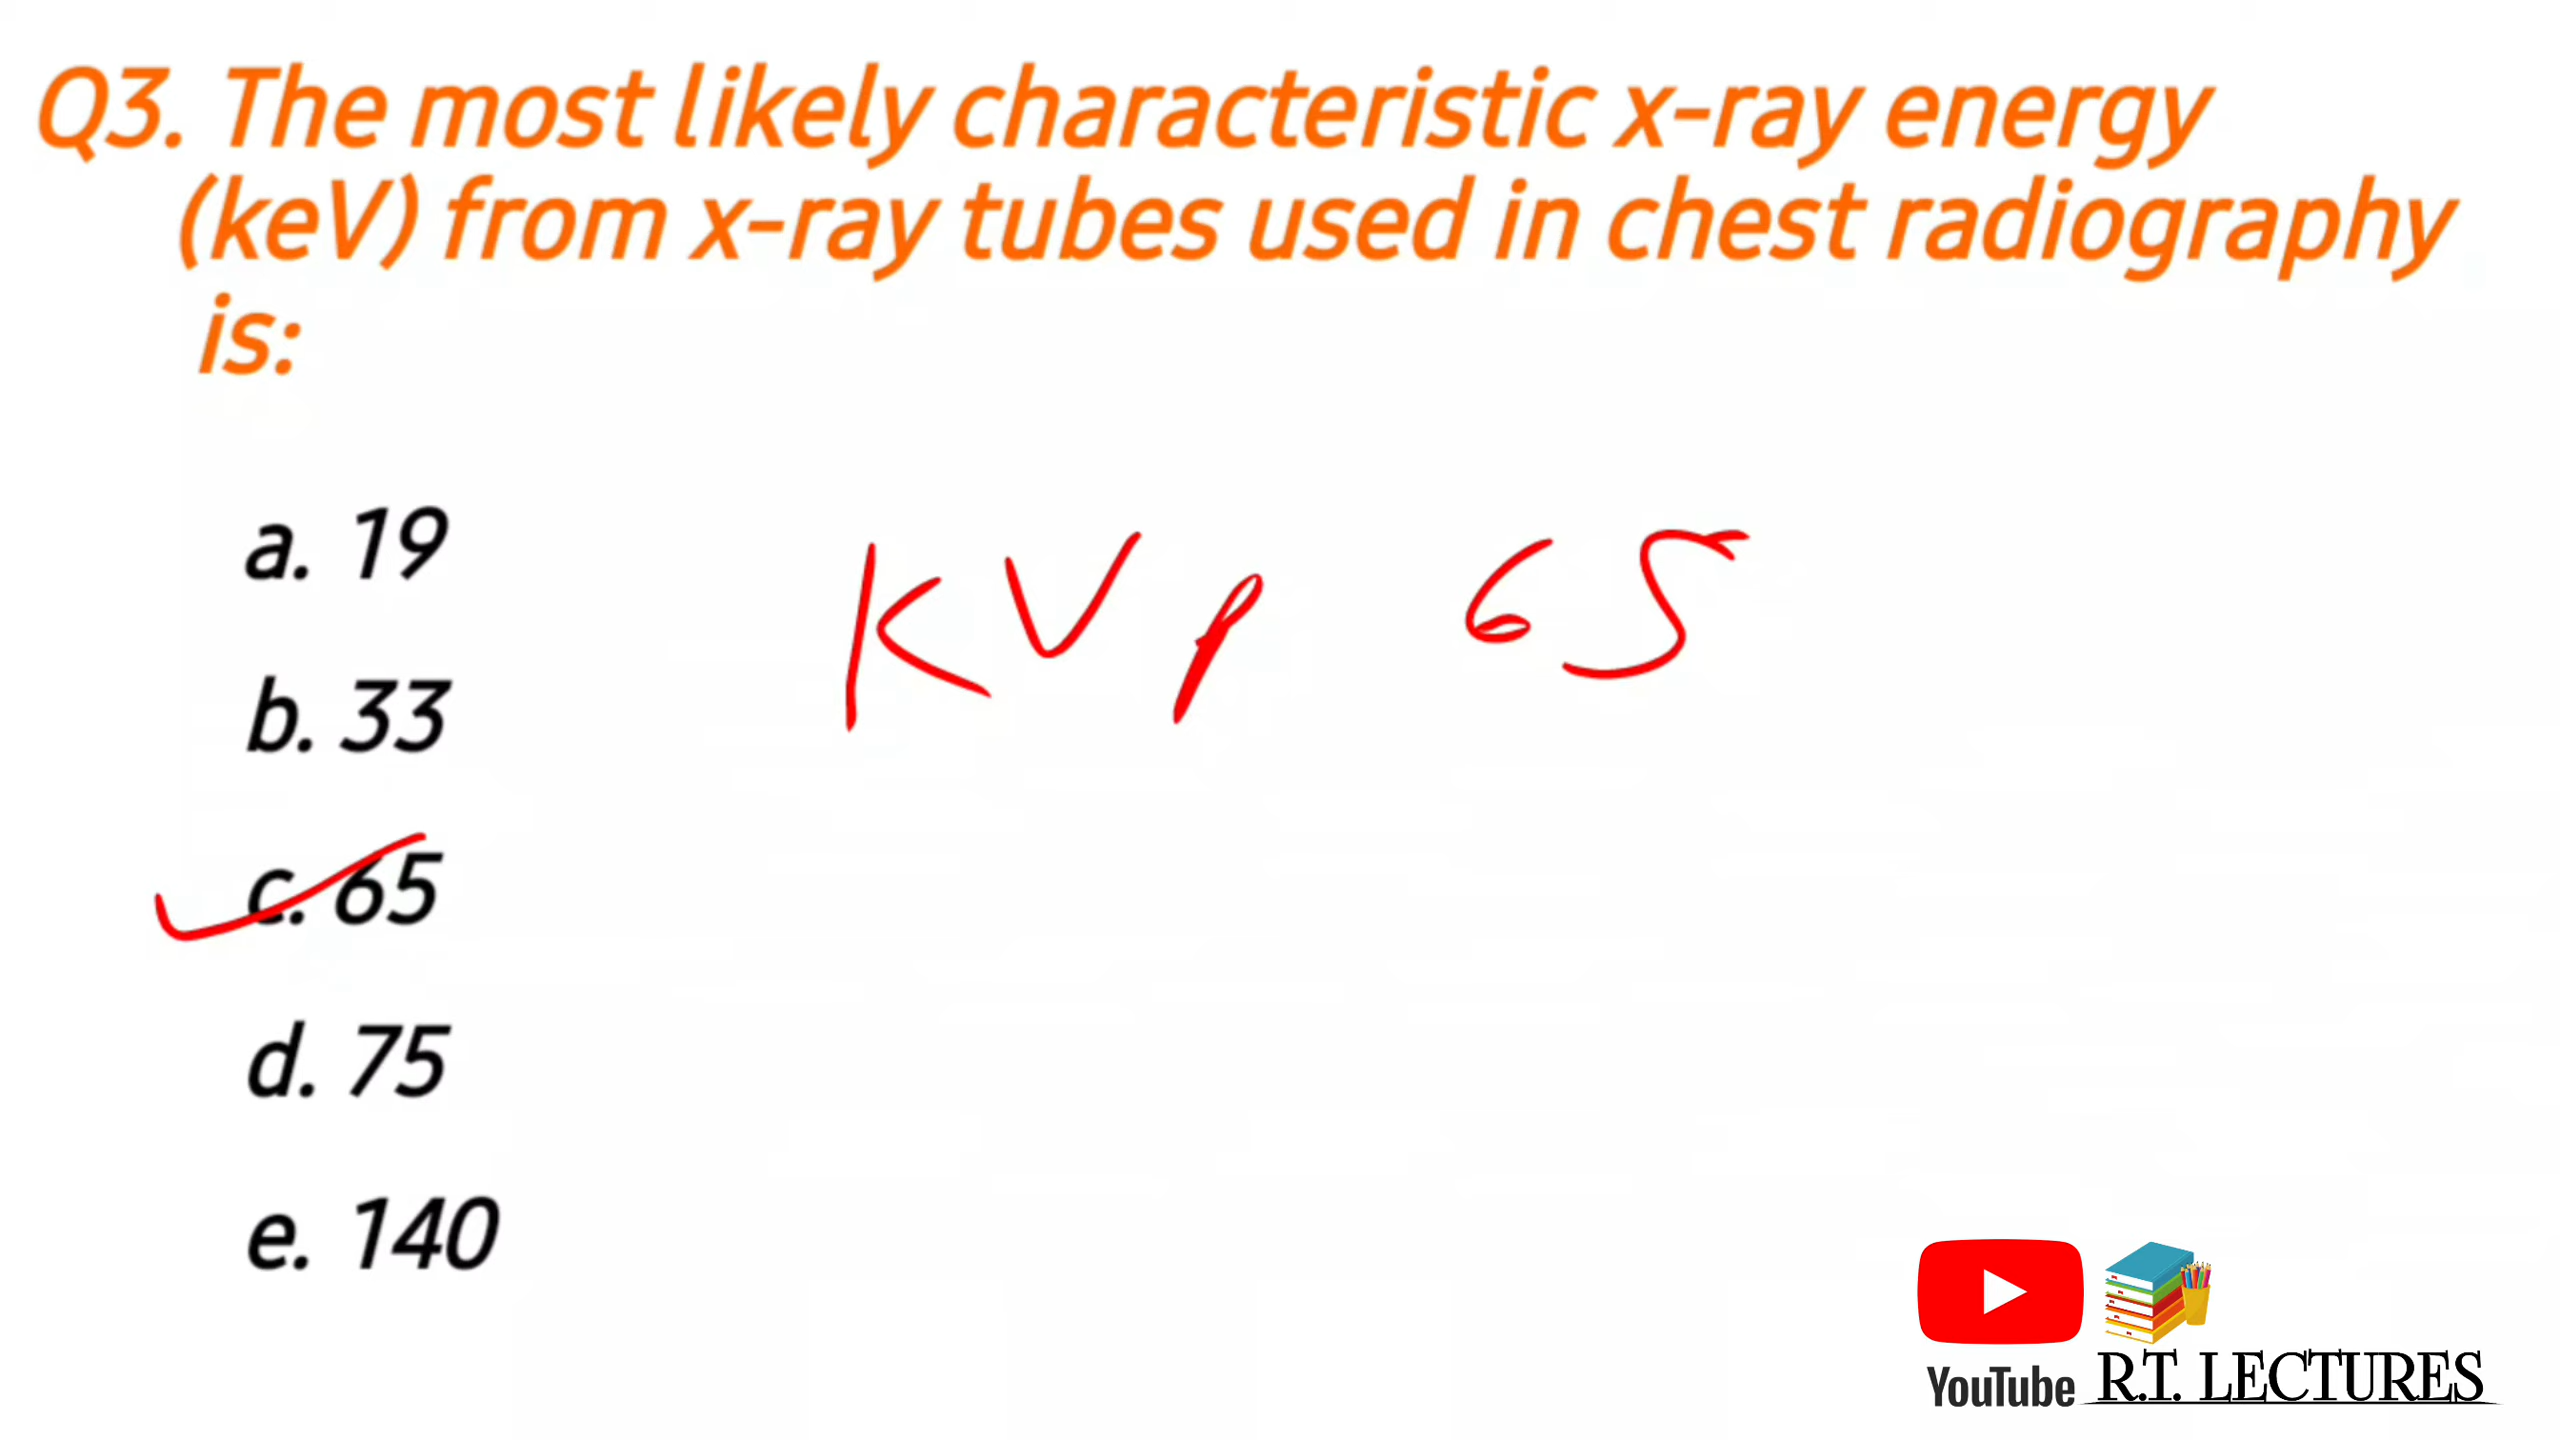 Q3. The most likely characteristic x-ray energy
(keV) from x-ray tubes used in chest radiography
is:
a. 19
KVp 65
b. 33
c. 65
d. 75
e. 140
YouTube R.T. LECTURES